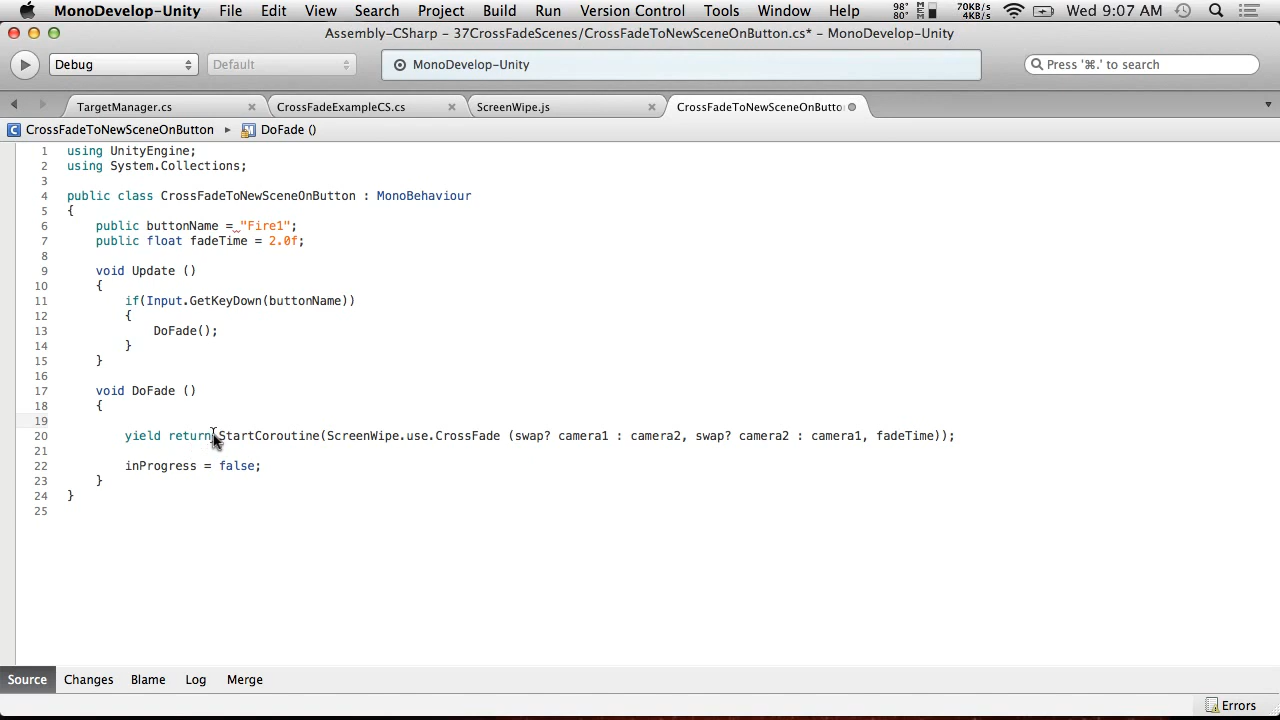 MonoDevelop-Unity File Edit View Search Project Build Run Version Control Tools Window Help 98° 80° 70KB/s 4KB/s Wed 9:07 AM
Assembly-CSharp – 37CrossFadeScenes/CrossFadeToNewSceneOnButton.cs* – MonoDevelop-Unity
Debug Default MonoDevelop-Unity Press '⌘.' to search
TargetManager.cs CrossFadeExampleCS.cs ScreenWipe.js CrossFadeToNewSceneOnButto
CrossFadeToNewSceneOnButton ▸ DoFade ()
1 using UnityEngine;
2 using System.Collections;
3
4 public class CrossFadeToNewSceneOnButton : MonoBehaviour
5 {
6 public buttonName = "Fire1";
7 public float fadeTime = 2.0f;
8
9 void Update ()
10 {
11 if(Input.GetKeyDown(buttonName))
12 {
13 DoFade();
14 }
15 }
16
17 void DoFade ()
18 {
19
20 yield return StartCoroutine(ScreenWipe.use.CrossFade (swap? camera1 : camera2, swap? camera2 : camera1, fadeTime));
21
22 inProgress = false;
23 }
24 }
25
Source Changes Blame Log Merge
Errors